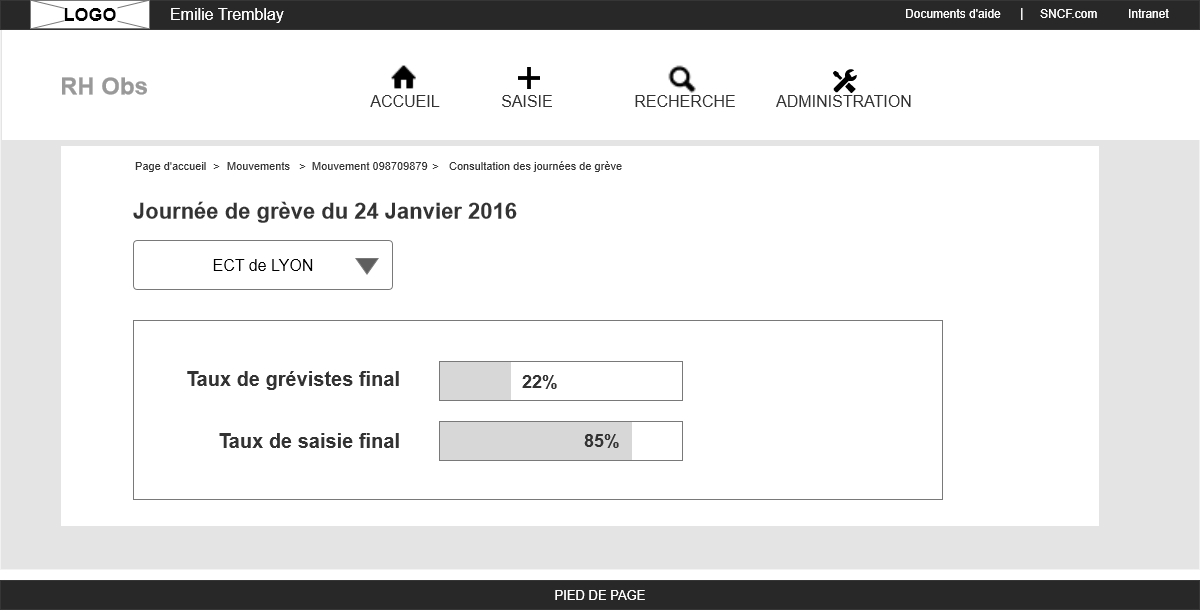 LOGO Emilie Tremblay Documents d'aide | SNCF.com Intranet
RH Obs
ACCUEIL SAISIE RECHERCHE ADMINISTRATION
Page d'accueil > Mouvements > Mouvement 098709879 > Consultation des journées de grève
Journée de grève du 24 Janvier 2016
ECT de LYON
Taux de grévistes final 22%
Taux de saisie final 85%
PIED DE PAGE